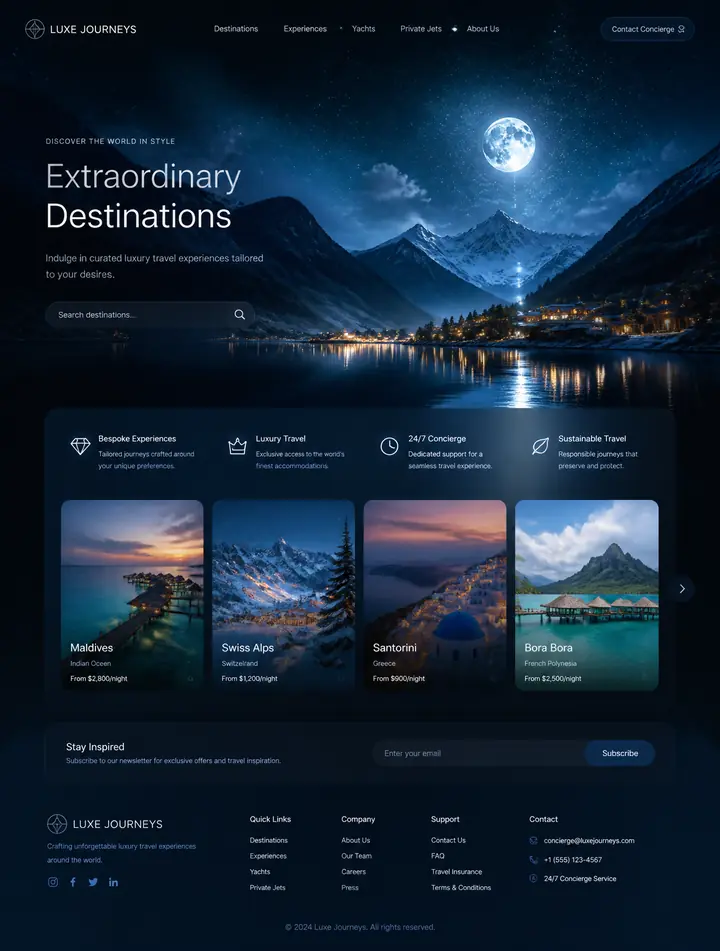 LUXE JOURNEYS
Destinations
Experiences
Yachts
Private Jets
About Us
Contact Concierge
DISCOVER THE WORLD IN STYLE
Extraordinary
Destinations
Indulge in curated luxury travel experiences tailored
to your desires.
Search destinations...
Bespoke Experiences
Tailored journeys crafted around
your unique preferences.
Luxury Travel
Exclusive access to the world's
finest accommodations.
24/7 Concierge
Dedicated support for a
seamless travel experience.
Sustainable Travel
Responsible journeys that
preserve and protect.
Maldives
Indian Oceen
From $2,800/night
Swiss Alps
Switzelrand
From $1,200/night
Santorini
Greece
From $900/night
Bora Bora
French Polynesia
From $2,500/night
Stay Inspired
Subscribe to our newsletter for exclusive offers and travel inspiration.
Enter your email
Subscribe
LUXE JOURNEYS
Crafting unforgettable luxury travel experiences
around the world.
Quick Links
Destinations
Experiences
Yachts
Private Jets
Company
About Us
Our Team
Careers
Press
Support
Contact Us
FAQ
Travel Insurance
Terms & Conditions
Contact
concierge@luxejourneys.com
+1 (555) 123-4567
24/7 Concierge Service
© 2024 Luxe Journeys. All rights reserved.